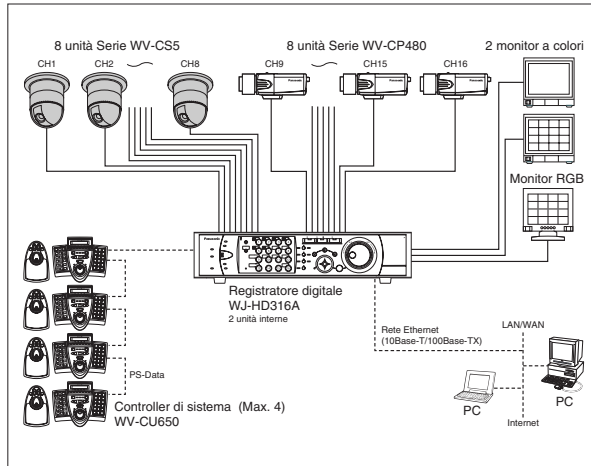 8 unità Serie WV-CS5
8 unità Serie WV-CP480
2 monitor a colori
CH1
CH2
CH8
CH9
CH15
CH16
Monitor RGB
Panasonic
Registratore digitale
WJ-HD316A
2 unità interne
Rete Ethernet
(10Base-T/100Base-TX)
LAN/WAN
PS-Data
PC
PC
Internet
Controller di sistema (Max. 4)
WV-CU650